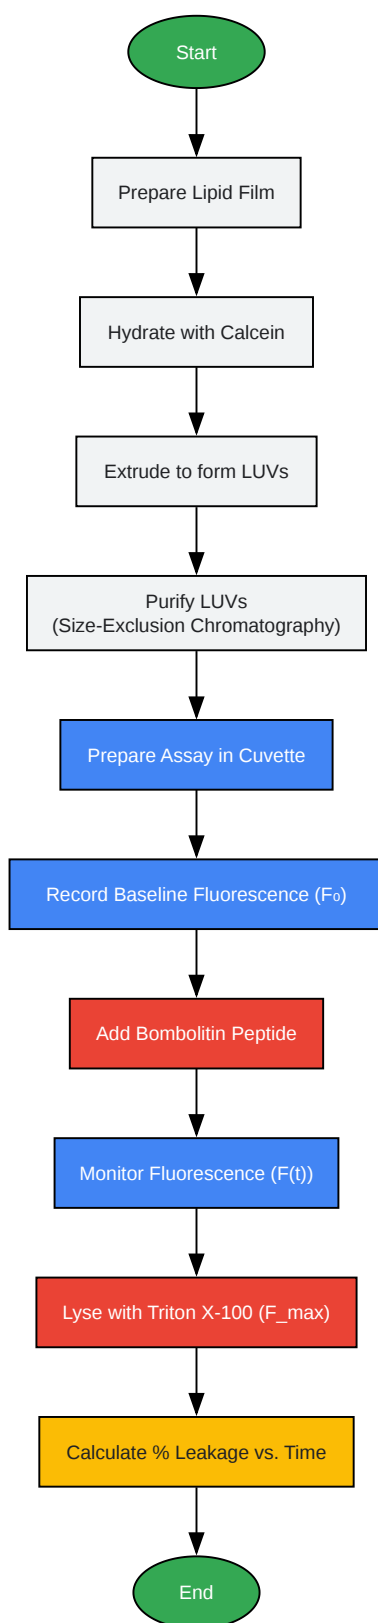 Start
Prepare Lipid Film
Hydrate with Calcein
Extrude to form LUVs
Purify LUVs
(Size-Exclusion Chromatography)
Prepare Assay in Cuvette
Record Baseline Fluorescence (F₀)
Add Bombolitin Peptide
Monitor Fluorescence (F(t))
Lyse with Triton X-100 (F_max)
Calculate % Leakage vs. Time
End